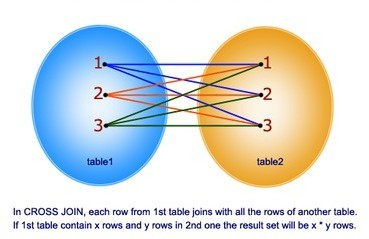 1 1
2 2
3 3
table1 table2
In CROSS JOIN, each row from 1st table joins with all the rows of another table.
If 1st table contain x rows and y rows in 2nd one the result set will be x * y rows.